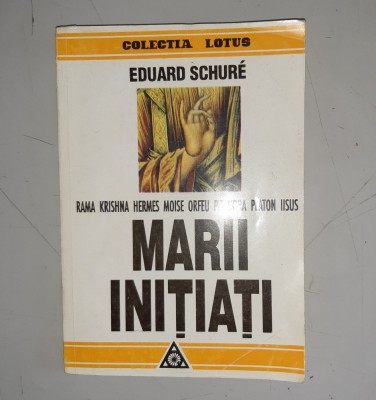 COLECTIA LOTUS
EDUARD SCHURÉ
RAMA KRISHNA HERMES MOISE ORFEU PLATON IISUS
MARII
INIȚIAȚI